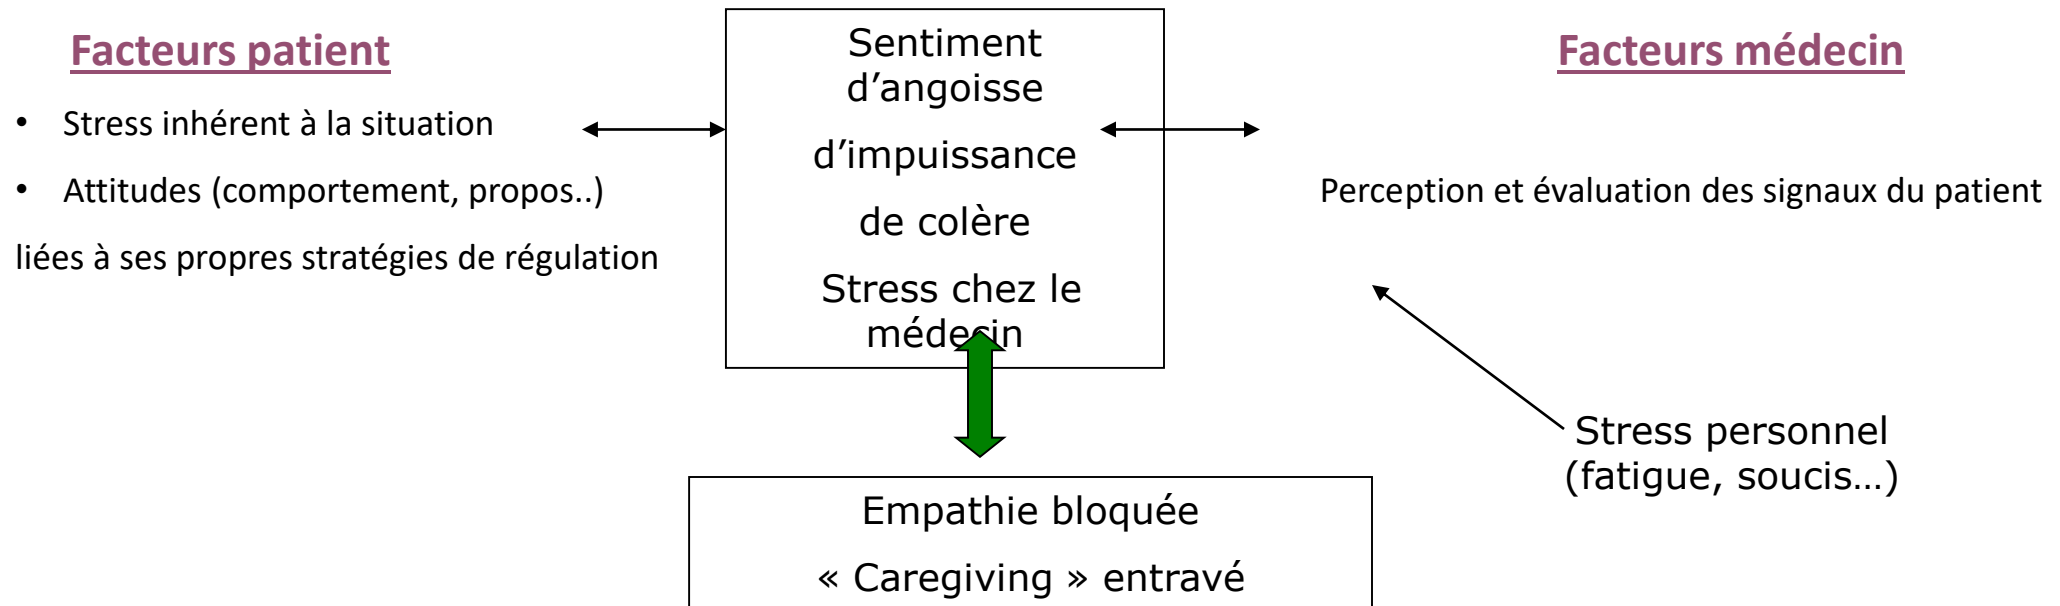 Facteurs patient
• Stress inhérent à la situation
• Attitudes (comportement, propos..)
liées à ses propres stratégies de régulation
Sentiment
d’angoisse
d’impuissance
de colère
Stress chez le
médecin
Facteurs médecin
Perception et évaluation des signaux du patient
Stress personnel
(fatigue, soucis…)
Empathie bloquée
« Caregiving » entravé